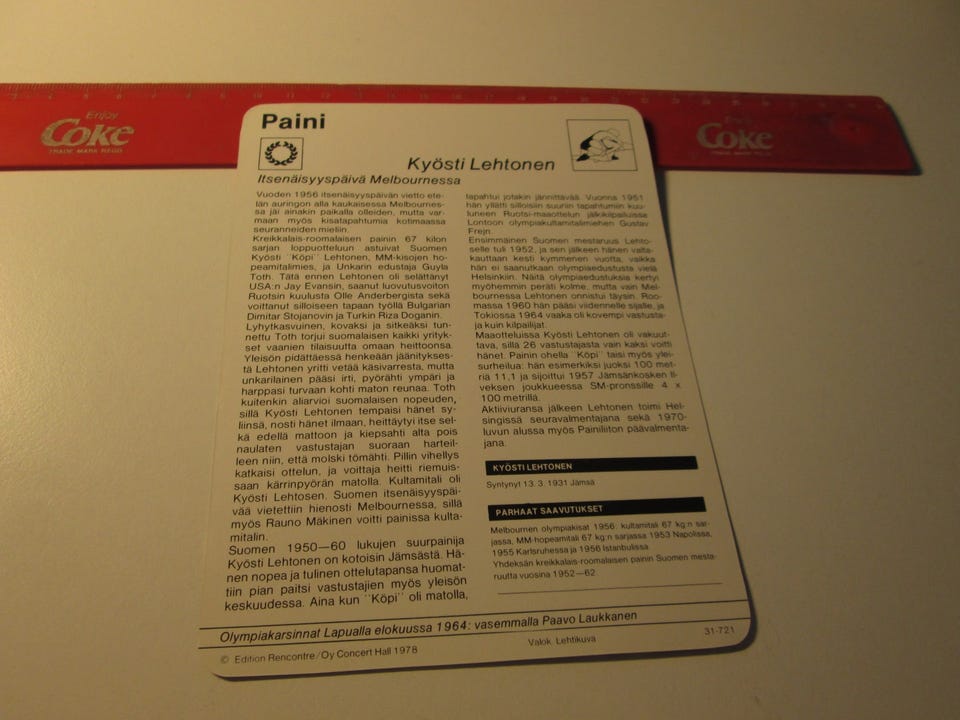 Enjoy
Coke
TRADE MARK REGD
Coke
Paini
Kyösti Lehtonen
Itsenäisyyspäivä Melbournessa
Vuoden 1956 itsenäisyyspäivän vietto ete-
län auringon alla kaukaisessa Melbournes-
sa jäi ainakin paikalla olleiden, mutta var-
maan myös kisatapahtumia kotimaassa
seuranneiden mieliin.
Kreikkalais-roomalaisen painin 67 kilon
sarjan loppuotteluun astuivat Suomen
Kyösti ''Köpi'' Lehtonen, MM-kisojen ho-
peamitalimies, ja Unkarin edustaja Guyla
Toth. Tätä ennen Lehtonen oli selättänyt
USA:n Jay Evansin, saanut luovutusvoiton
Ruotsin kuulusta Olle Anderbergista sekä
voittanut silloiseen tapaan työllä Bulgarian
Dimitar Stojanovin ja Turkin Riza Doganin.
Lyhytkasvuinen, kovaksi ja sitkeäksi tun-
nettu Toth torjui suomalaisen kaikki yrityk-
set vaanien tilaisuutta omaan heittoonsa.
Yleisön pidättäessä henkeään jäänitykses-
tä Lehtonen yritti vetää käsivarresta, mutta
unkarilainen pääsi irti, pyörähti ympäri ja
harppasi turvaan kohti maton reunaa. Toth
kuitenkin aliarvioi suomalaisen nopeuden,
sillä Kyösti Lehtonen tempaisi hänet sy-
liinsä, nosti hänet ilmaan, heittäytyi itse sel-
kä edellä mattoon ja kiepsahti alta pois
naulaten vastustajan suoraan harteil-
leen niin, että molski tömähti. Pillin vihellys
katkaisi ottelun, ja voittaja heitti riemuis-
saan kärrinpyörän matolla. Kultamitali oli
Kyösti Lehtosen. Suomen itsenäisyyspäi-
vää vietettiin hienosti Melbournessa, sillä
myös Rauno Mäkinen voitti painissa kulta-
mitalin.
Suomen 1950—60 lukujen suurpainija
Kyösti Lehtonen on kotoisin Jämsästä. Hä-
nen nopea ja tulinen ottelutapansa huomat-
tiin pian paitsi vastustajien myös yleisön
keskuudessa. Aina kun ''Köpi'' oli matolla,
tapahtui jotakin jännittävää. Vuonna 1951
hän yllätti silloisiin suuriin tapahtumiin kuu-
luneen Ruotsi-maaottelun jälkikilpailuissa
Lontoon olympiakultamitalimiehen Gustav
Frejn.
Ensimmäinen Suomen mestaruus Lehto-
selle tuli 1952, ja sen jälkeen hänen valta-
kauttaan kesti kymmenen vuotta, vaikka
hän ei saanutkaan olympiaedustusta vielä
Helsinkiin. Näitä olympiaedustuksia kertyi
myöhemmin peräti kolme, mutta vain Mel-
bournessa Lehtonen onnistui täysin. Roo-
massa 1960 hän pääsi viidennelle sijalle, ja
Tokiossa 1964 vaaka oli kovempi vastusta-
ja kuin kilpailijat.
Maaotteluissa Kyösti Lehtonen oli vakuut-
tava, sillä 26 vastustajasta vain kaksi voitti
hänet. Painin ohella ''Köpi'' taisi myös ylei-
surheilua: hän esimerkiksi juoksi 100 met-
riä 11,1 ja sijoittui 1957 Jämsänkosken Il-
veksen joukkueessa SM-pronssille 4 x
100 metrillä.
Aktiiviuransa jälkeen Lehtonen toimi Hel-
singissä seuravalmentajana sekä 1970-
luvun alussa myös Painiliiton päävalmenta-
jana.
KYÖSTI LEHTONEN
Syntynyt 13. 3. 1931 Jämsä
PARHAAT SAAVUTUKSET
Melbournen olympiakisat 1956: kultamitali 67 kg:n sar-
jassa, MM-hopeamitali 67 kg:n sarjassa 1953 Napolissa,
1955 Karlsruhessa ja 1956 Istanbulissa
Yhdeksän kreikkalais-roomalaisen painin Suomen mesta-
ruutta vuosina 1952—62
Olympiakarsinnat Lapualla elokuussa 1964: vasemmalla Paavo Laukkanen
© Edition Rencontre/Oy Concert Hall 1978
Valok. Lehtikuva
31-721